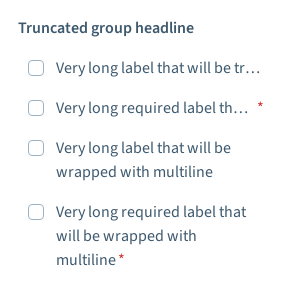 Truncated group headline
Very long label that will be tr…
Very long required label th… *
Very long label that will be
wrapped with multiline
Very long required label that
will be wrapped with
multiline *